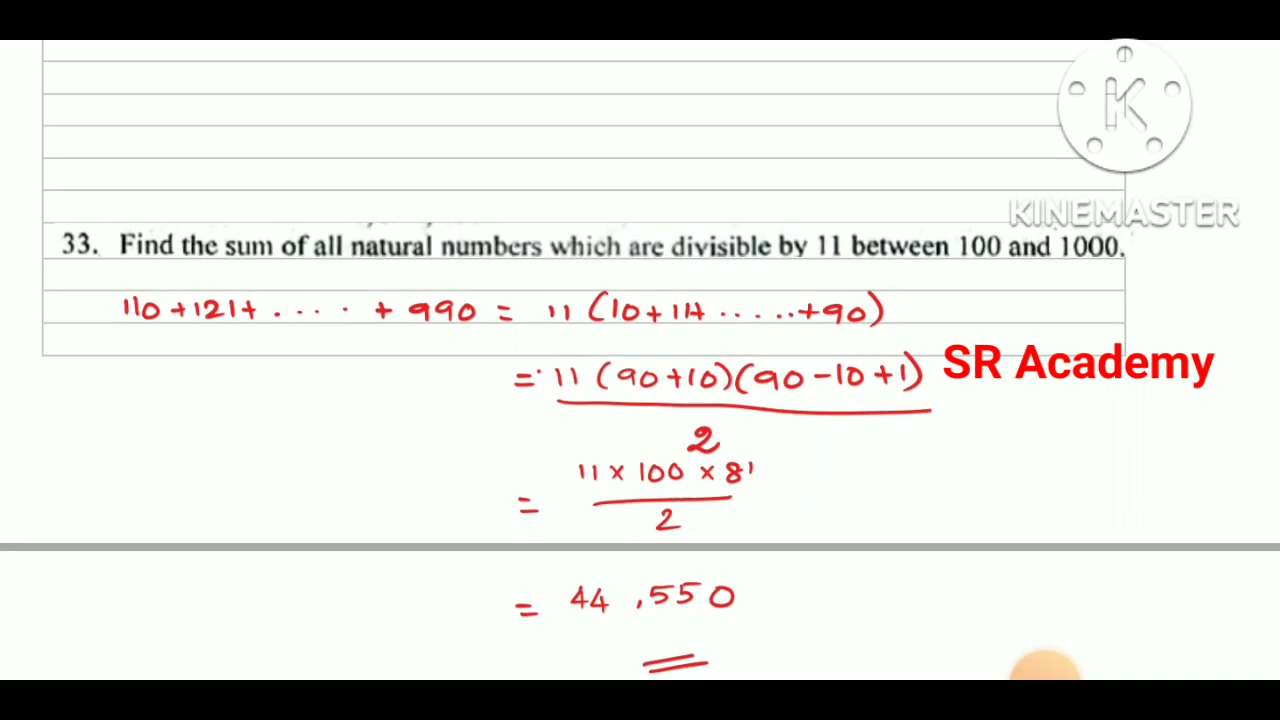 K
KINEMASTER
33. Find the sum of all natural numbers which are divisible by 11 between 100 and 1000.
110 + 121 + ..... + 990 = 11 (10 + 11 + ..... + 90)
SR Academy
= 11 (90 + 10)(90 - 10 + 1)
2
= 11 × 100 × 81
2
= 44,550